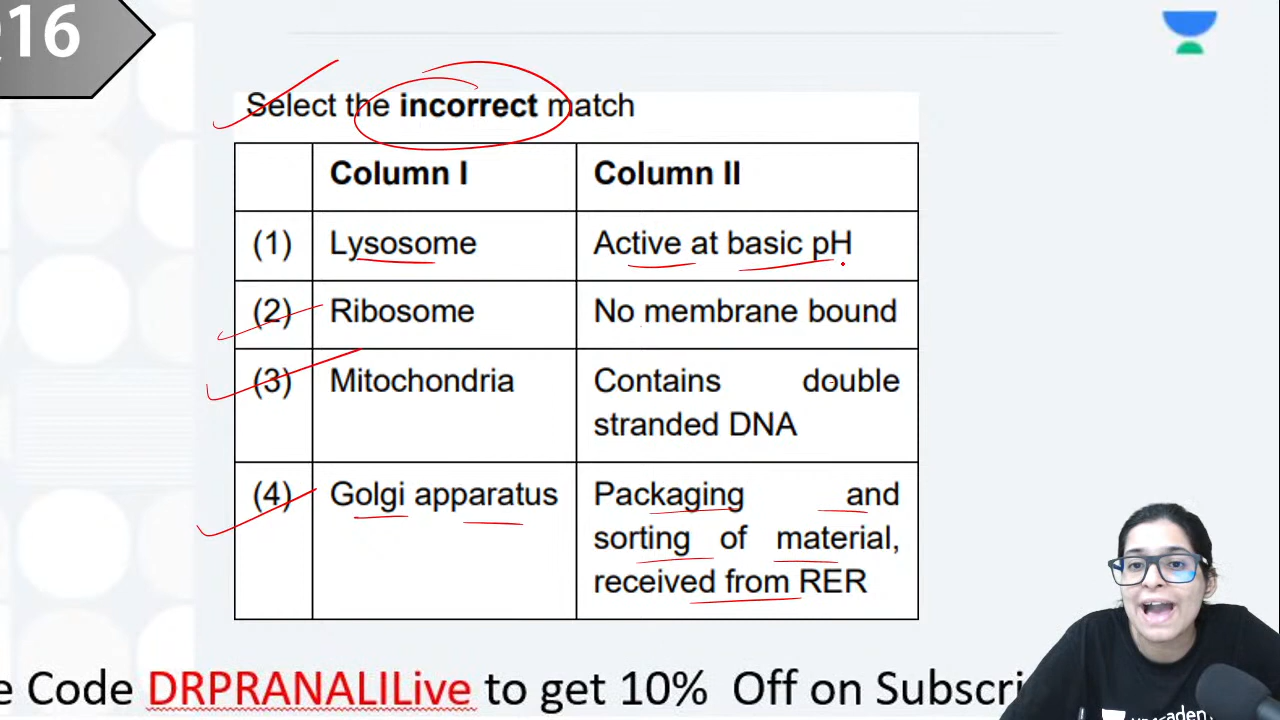 16
Select the incorrect match
Column I Column II
(1) Lysosome Active at basic pH
(2) Ribosome No membrane bound
(3) Mitochondria Contains double
stranded DNA
(4) Golgi apparatus Packaging and
sorting of material,
received from RER
e Code DRPRANALILive to get 10% Off on Subscri